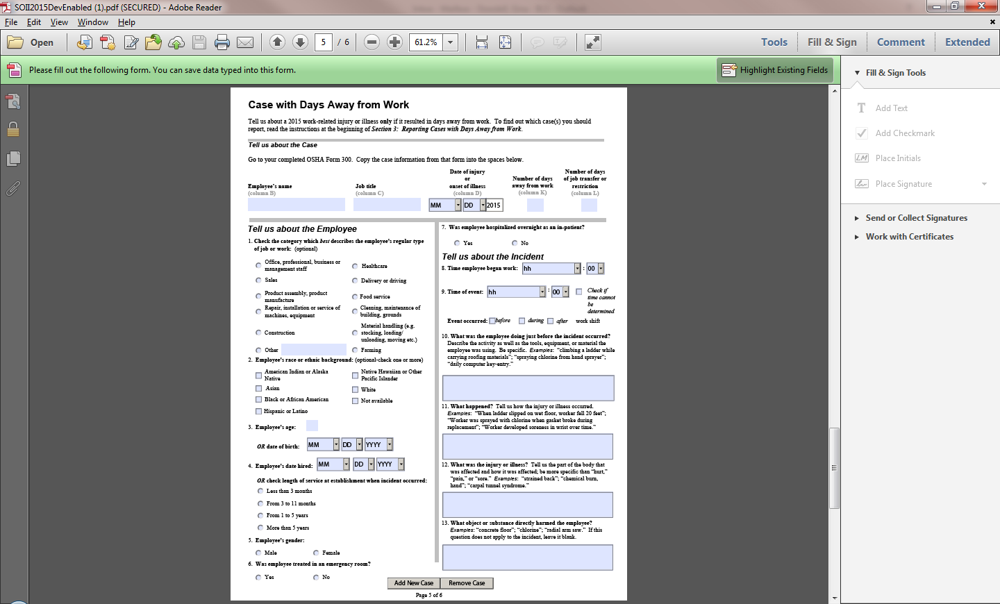 SOII2015DevEnabled (1).pdf (SECURED) - Adobe Reader
File Edit View Window Help
Open
5 / 6
61.2%
Tools Fill & Sign Comment Extended
Please fill out the following form. You can save data typed into this form.
Highlight Existing Fields
Fill & Sign Tools
Add Text
Add Checkmark
Place Initials
Place Signature
Send or Collect Signatures
Work with Certificates
Case with Days Away from Work
Tell us about a 2015 work-related injury or illness only if it resulted in days away from work. To find out which case(s) you should
report, read the instructions at the beginning of Section 3: Reporting Cases with Days Away from Work.
Tell us about the Case
Go to your completed OSHA Form 300. Copy the case information from that form into the spaces below.
Employee's name
(column B)
Job title
(column C)
Date of injury
or
onset of illness
(column D)
Number of days
away from work
(column K)
Number of days
of job transfer or
restriction
(column L)
MM DD 2015
Tell us about the Employee
1. Check the category which best describes the employee's regular type
of job or work: (optional)
Office, professional, business or
management staff
Healthcare
Sales
Delivery or driving
Product assembly, product
manufacture
Food service
Repair, installation or service of
machines, equipment
Cleaning, maintenance of
building, grounds
Construction
Material handling (e.g.
stocking, loading/
unloading, moving etc.)
Other
Farming
2. Employee's race or ethnic background: (optional-check one or more)
American Indian or Alaska
Native
Native Hawaiian or Other
Pacific Islander
Asian
White
Black or African American
Not available
Hispanic or Latino
3. Employee's age:
OR date of birth: MM DD YYYY
4. Employee's date hired: MM DD YYYY
OR check length of service at establishment when incident occurred:
Less than 3 months
From 3 to 11 months
From 1 to 5 years
More than 5 years
5. Employee's gender:
Male Female
6. Was employee treated in an emergency room?
Yes No
7. Was employee hospitalized overnight as an in-patient?
Yes No
Tell us about the Incident
8. Time employee began work: hh : 00
9. Time of event: hh : 00
Check if
time cannot
be
determined
Event occurred: before during after work shift
10. What was the employee doing just before the incident occurred?
Describe the activity as well as the tools, equipment, or material the
employee was using. Be specific. Examples: “climbing a ladder while
carrying roofing materials”; “spraying chlorine from hand sprayer”;
“daily computer key-entry.”
11. What happened? Tell us how the injury or illness occurred.
Examples: “When ladder slipped on wet floor, worker fell 20 feet”;
“Worker was sprayed with chlorine when gasket broke during
replacement”; “Worker developed soreness in wrist over time.”
12. What was the injury or illness? Tell us the part of the body that
was affected and how it was affected; be more specific than “hurt,”
“pain,” or “sore.” Examples: “strained back”; “chemical burn,
hand”; “carpal tunnel syndrome.”
13. What object or substance directly harmed the employee?
Examples: “concrete floor”; “chlorine”; “radial arm saw.” If this
question does not apply to the incident, leave it blank.
Add New Case Remove Case
Page 5 of 6